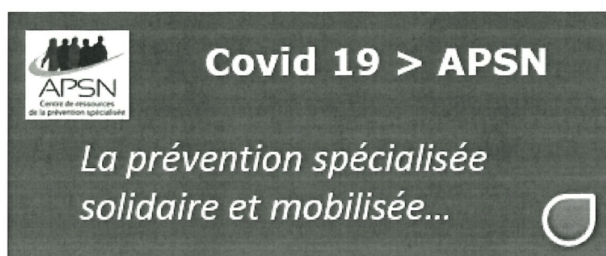 Covid 19 > APSN
APSN
Centre de ressources
de la prévention spécialisée
La prévention spécialisée
solidaire et mobilisée...